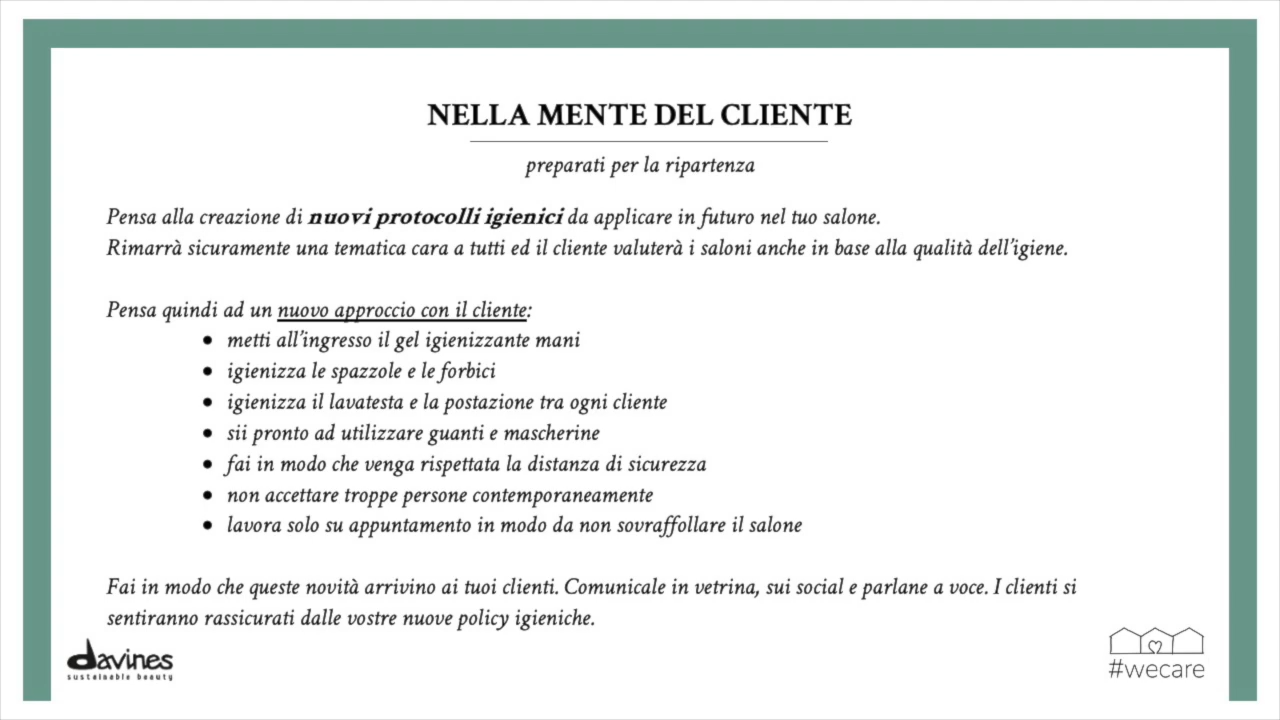 NELLA MENTE DEL CLIENTE
preparati per la ripartenza
Pensa alla creazione di nuovi protocolli igienici da applicare in futuro nel tuo salone.
Rimarrà sicuramente una tematica cara a tutti ed il cliente valuterà i saloni anche in base alla qualità dell'igiene.
Pensa quindi ad un nuovo approccio con il cliente:
• metti all'ingresso il gel igienizzante mani
• igienizza le spazzole e le forbici
• igienizza il lavatesta e la postazione tra ogni cliente
• sii pronto ad utilizzare guanti e mascherine
• fai in modo che venga rispettata la distanza di sicurezza
• non accettare troppe persone contemporaneamente
• lavora solo su appuntamento in modo da non sovraffollare il salone
Fai in modo che queste novità arrivino ai tuoi clienti. Comunicale in vetrina, sui social e parlane a voce. I clienti si
sentiranno rassicurati dalle vostre nuove policy igieniche.
davines
sustainable beauty
#wecare